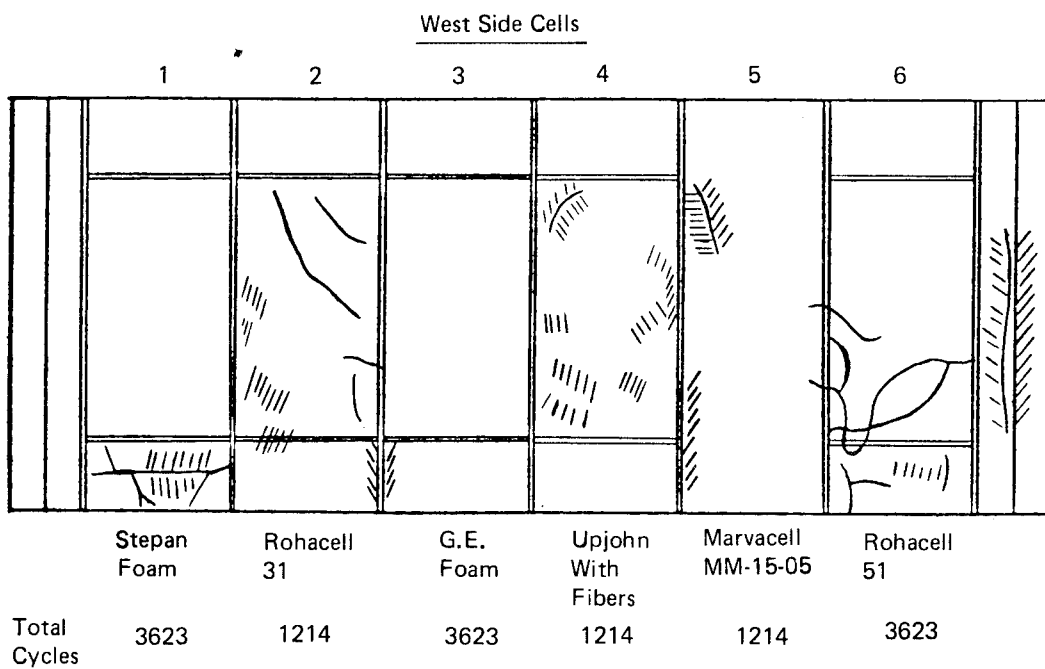 West Side Cells
1 2 3 4 5 6
Stepan Foam
Rohacell 31
G.E. Foam
Upjohn With Fibers
Marvacell MM-15-05
Rohacell 51
Total Cycles
3623 1214 3623 1214 1214 3623